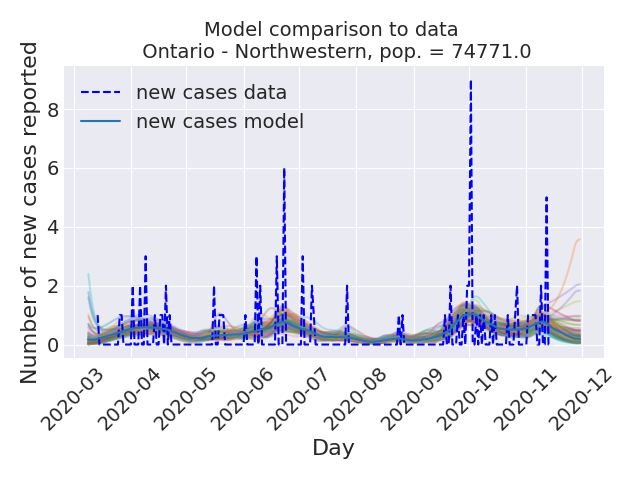 Model comparison to data
Ontario - Northwestern, pop. = 74771.0
Number of new cases reported
8
6
4
2
0
new cases data
new cases model
2020-03
2020-04
2020-05
2020-06
2020-07
2020-08
2020-09
2020-10
2020-11
2020-12
Day